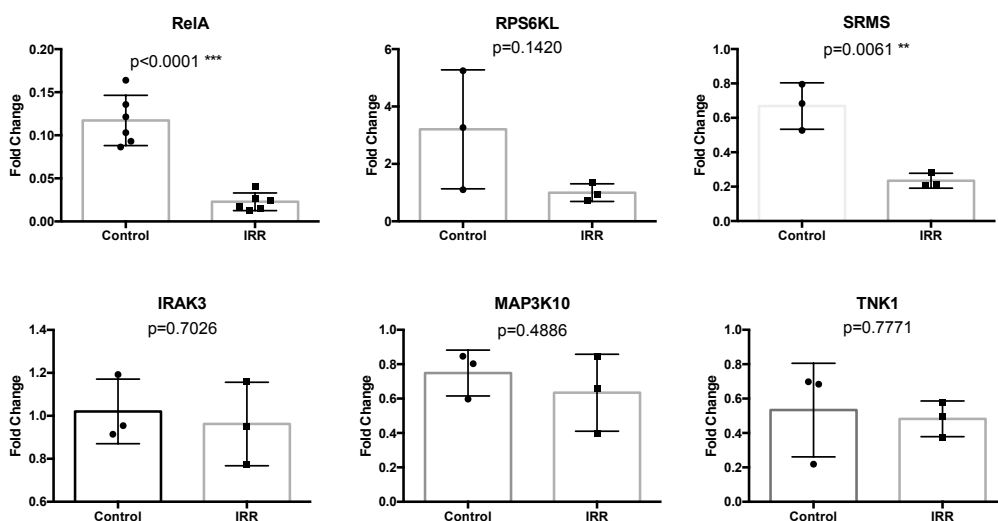 RelA
p<0.0001 ***
Fold Change
0.20
0.15
0.10
0.05
0.00
Control IRR
RPS6KL
p=0.1420
Fold Change
6
4
2
0
Control IRR
SRMS
p=0.0061 **
Fold Change
1.0
0.8
0.6
0.4
0.2
0.0
Control IRR
IRAK3
p=0.7026
Fold Change
1.4
1.2
1.0
0.8
0.6
Control IRR
MAP3K10
p=0.4886
Fold Change
1.0
0.8
0.6
0.4
0.2
0.0
Control IRR
TNK1
p=0.7771
Fold Change
1.0
0.8
0.6
0.4
0.2
0.0
Control IRR